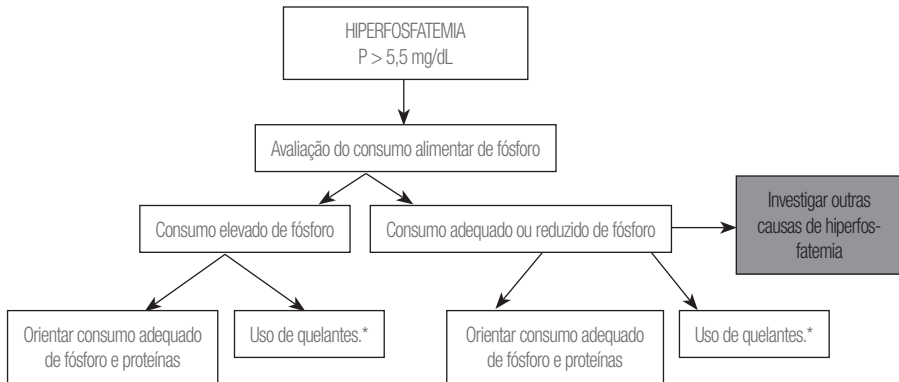 HIPERFOSFATEMIA
P > 5,5 mg/dL
Avaliação do consumo alimentar de fósforo
Investigar outras
causas de hiperfos-
fatemia
Consumo elevado de fósforo
Consumo adequado ou reduzido de fósforo
Orientar consumo adequado
de fósforo e proteínas
Uso de quelantes.*
Orientar consumo adequado
de fósforo e proteínas
Uso de quelantes.*